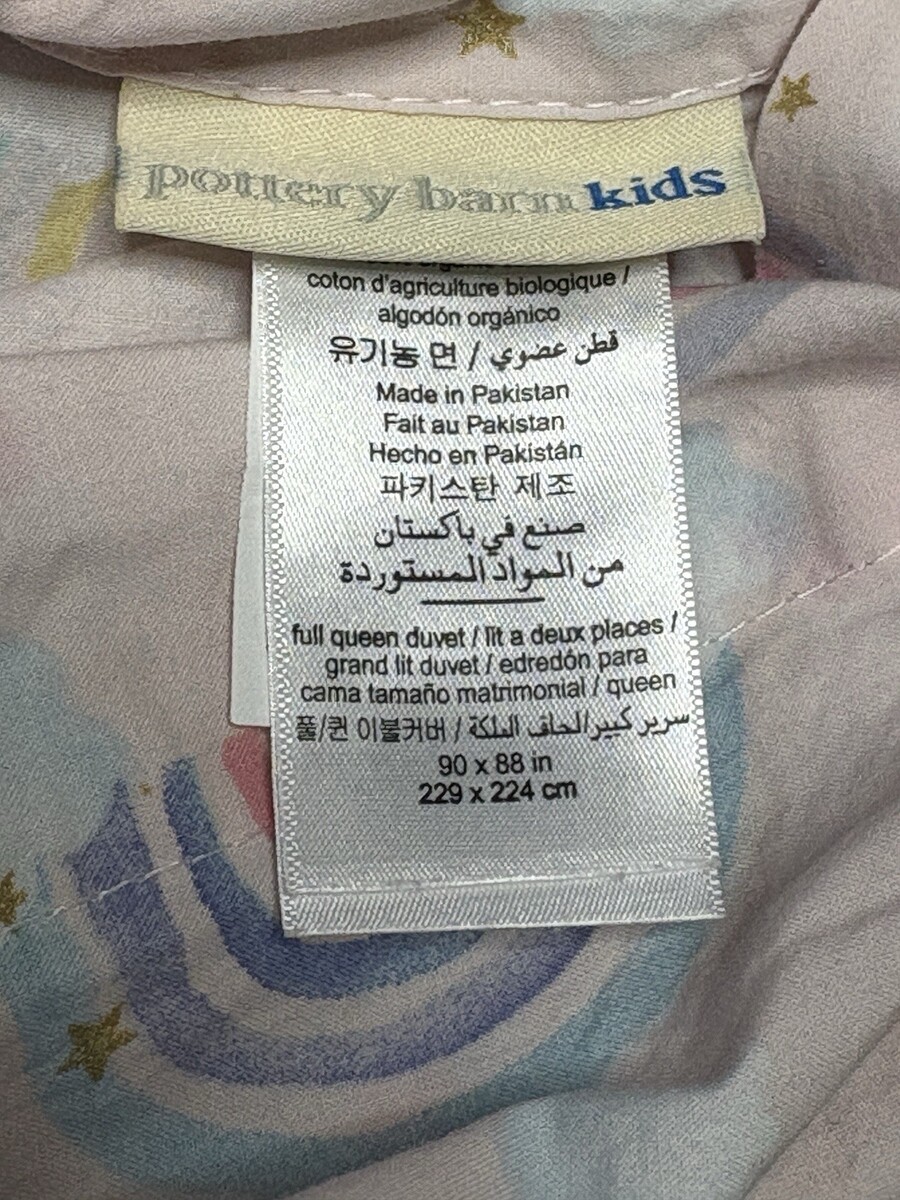 pottery barn kids
coton d'agriculture biologique /
algodón orgánico
유기농 면 / قطن عضوي
Made in Pakistan
Fait au Pakistan
Hecho en Pakistán
파키스탄 제조
صنع في باكستان
من المواد المستوردة
full queen duvet / lit a deux places /
grand lit duvet / edredón para
cama tamaño matrimonial / queen
풀/퀸 이불커버 / سرير كبير/لحاف الملكة
90 x 88 in
229 x 224 cm